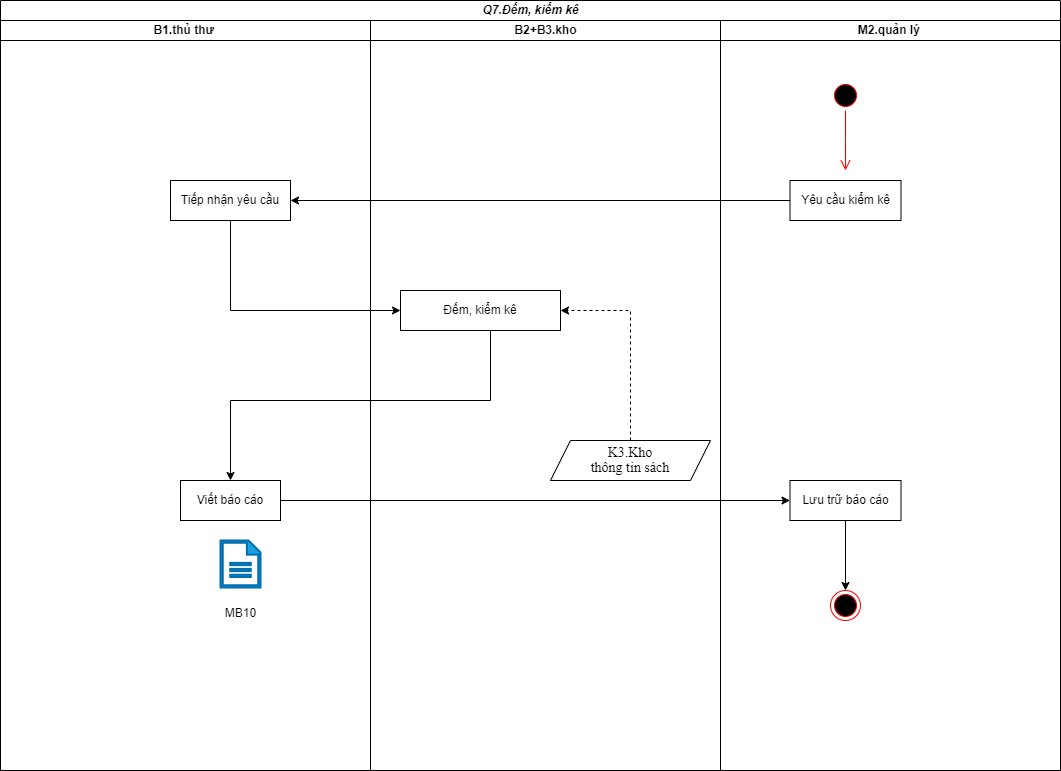 Q7.Đếm, kiểm kê
B1.thủ thư
B2+B3.kho
M2.quản lý
Tiếp nhận yêu cầu
Yêu cầu kiểm kê
Đếm, kiểm kê
K3.Kho
thông tin sách
Viết báo cáo
Lưu trữ báo cáo
MB10